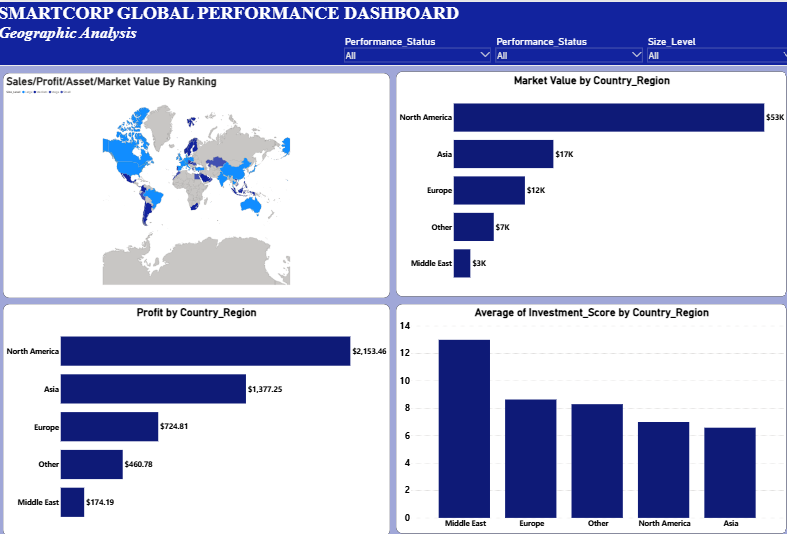 SMARTCORP GLOBAL PERFORMANCE DASHBOARD
Geographic Analysis
Performance_Status
Performance_Status
Size_Level
All
All
All
Sales/Profit/Asset/Market Value By Ranking
Market Value by Country_Region
North America
$53K
Asia
$17K
Europe
$12K
Other
$7K
Middle East
$3K
Profit by Country_Region
North America
$2,153.46
Asia
$1,377.25
Europe
$724.81
Other
$460.78
Middle East
$174.19
Average of Investment_Score by Country_Region
14
12
10
8
6
4
2
0
Middle East
Europe
Other
North America
Asia